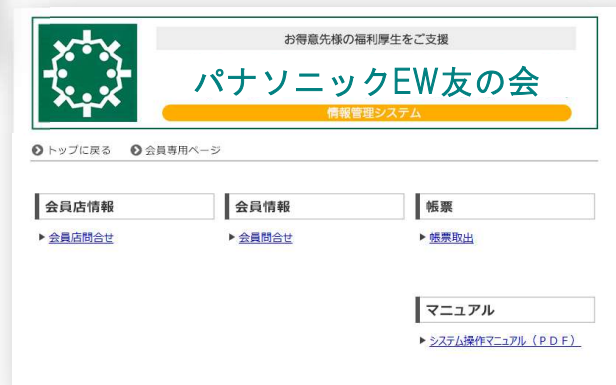 お得意先様の福利厚生をご支援
パナソニックEW友の会
情報管理システム
トップに戻る 会員専用ページ
会員店情報 会員情報 帳票
会員店問合せ 会員問合せ 帳票取出
マニュアル
システム操作マニュアル（ＰＤＦ）